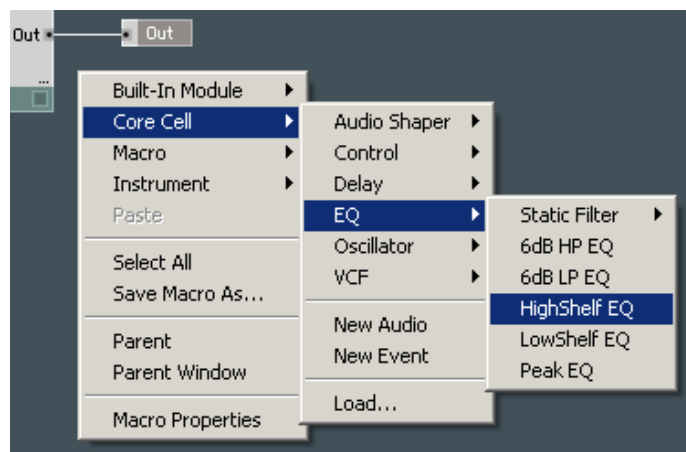 Out
Out
...
Built-In Module
Core Cell
Macro
Instrument
Paste
Select All
Save Macro As...
Parent
Parent Window
Macro Properties
Audio Shaper
Control
Delay
EQ
Oscillator
VCF
New Audio
New Event
Load...
Static Filter
6dB HP EQ
6dB LP EQ
HighShelf EQ
LowShelf EQ
Peak EQ